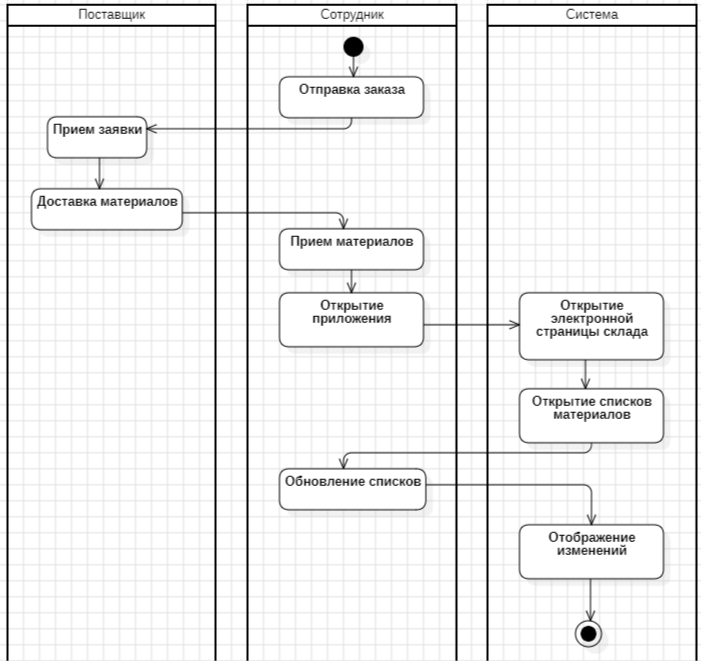 Поставщик
Сотрудник
Система
Отправка заказа
Прием заявки
Доставка материалов
Прием материалов
Открытие
приложения
Открытие
электронной
страницы склада
Открытие списков
материалов
Обновление списков
Отображение
изменений